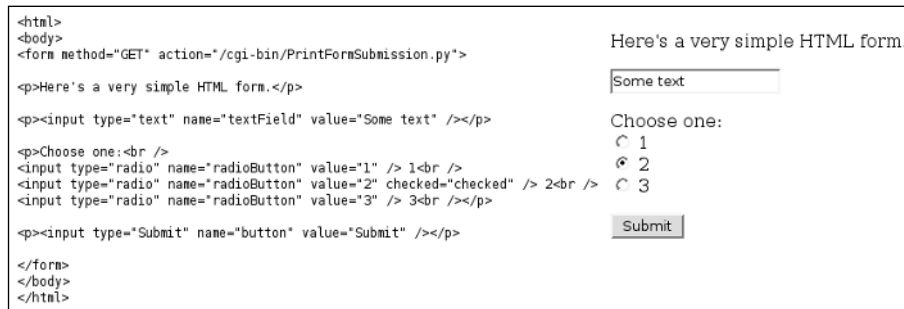 <html>
<body>
<form method="GET" action="/cgi-bin/PrintFormSubmission.py">
<p>Here's a very simple HTML form.</p>
<p><input type="text" name="textField" value="Some text" /></p>
<p>Choose one:<br />
<input type="radio" name="radioButton" value="1" /> 1<br />
<input type="radio" name="radioButton" value="2" checked="checked" /> 2<br />
<input type="radio" name="radioButton" value="3" /> 3<br /></p>
<p><input type="Submit" name="button" value="Submit" /></p>
</form>
</body>
</html>
Here's a very simple HTML form.
Some text
Choose one:
1
2
3
Submit